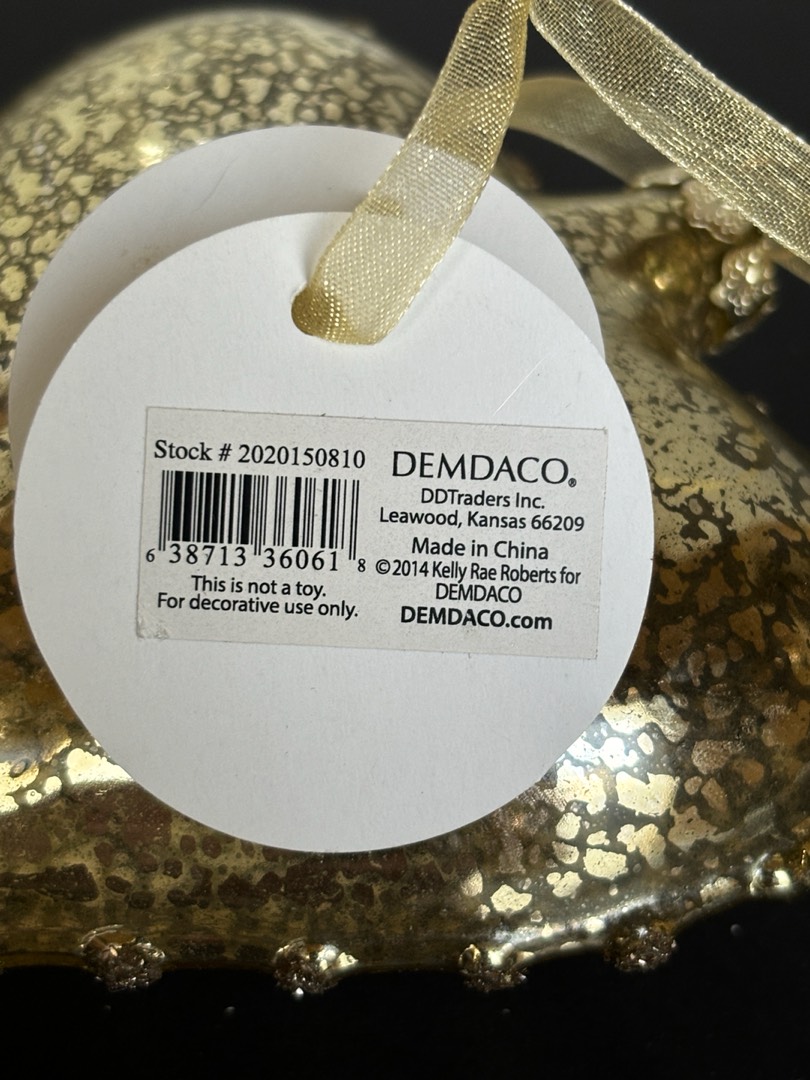 Stock # 2020150810
6 38713 36061 8
This is not a toy.
For decorative use only.
DEMDACO®
DDTraders Inc.
Leawood, Kansas 66209
Made in China
©2014 Kelly Rae Roberts for
DEMDACO
DEMDACO.com